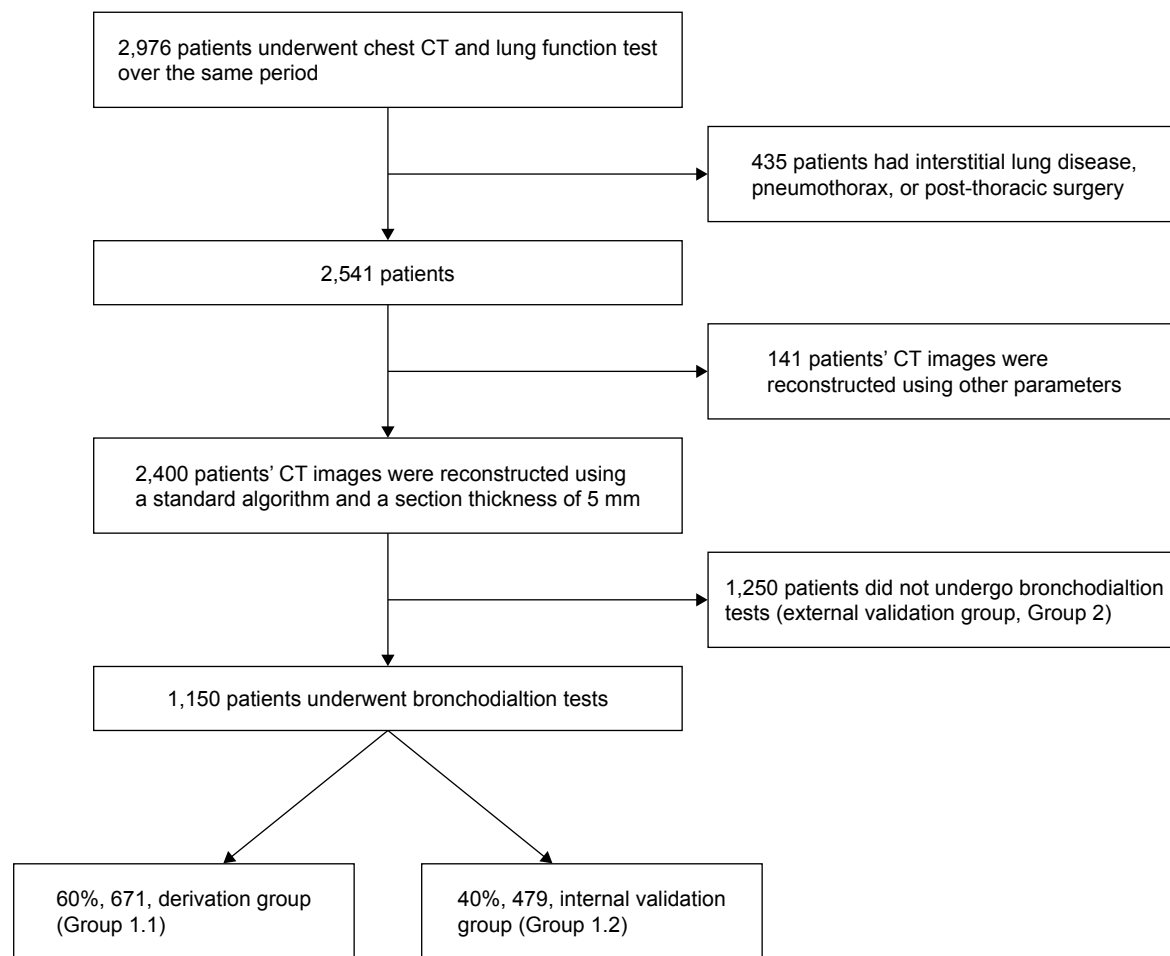 2,976 patients underwent chest CT and lung function test
over the same period
435 patients had interstitial lung disease,
pneumothorax, or post-thoracic surgery
2,541 patients
141 patients’ CT images were
reconstructed using other parameters
2,400 patients’ CT images were reconstructed using
a standard algorithm and a section thickness of 5 mm
1,250 patients did not undergo bronchodialtion
tests (external validation group, Group 2)
1,150 patients underwent bronchodialtion tests
60%, 671, derivation group
(Group 1.1)
40%, 479, internal validation
group (Group 1.2)